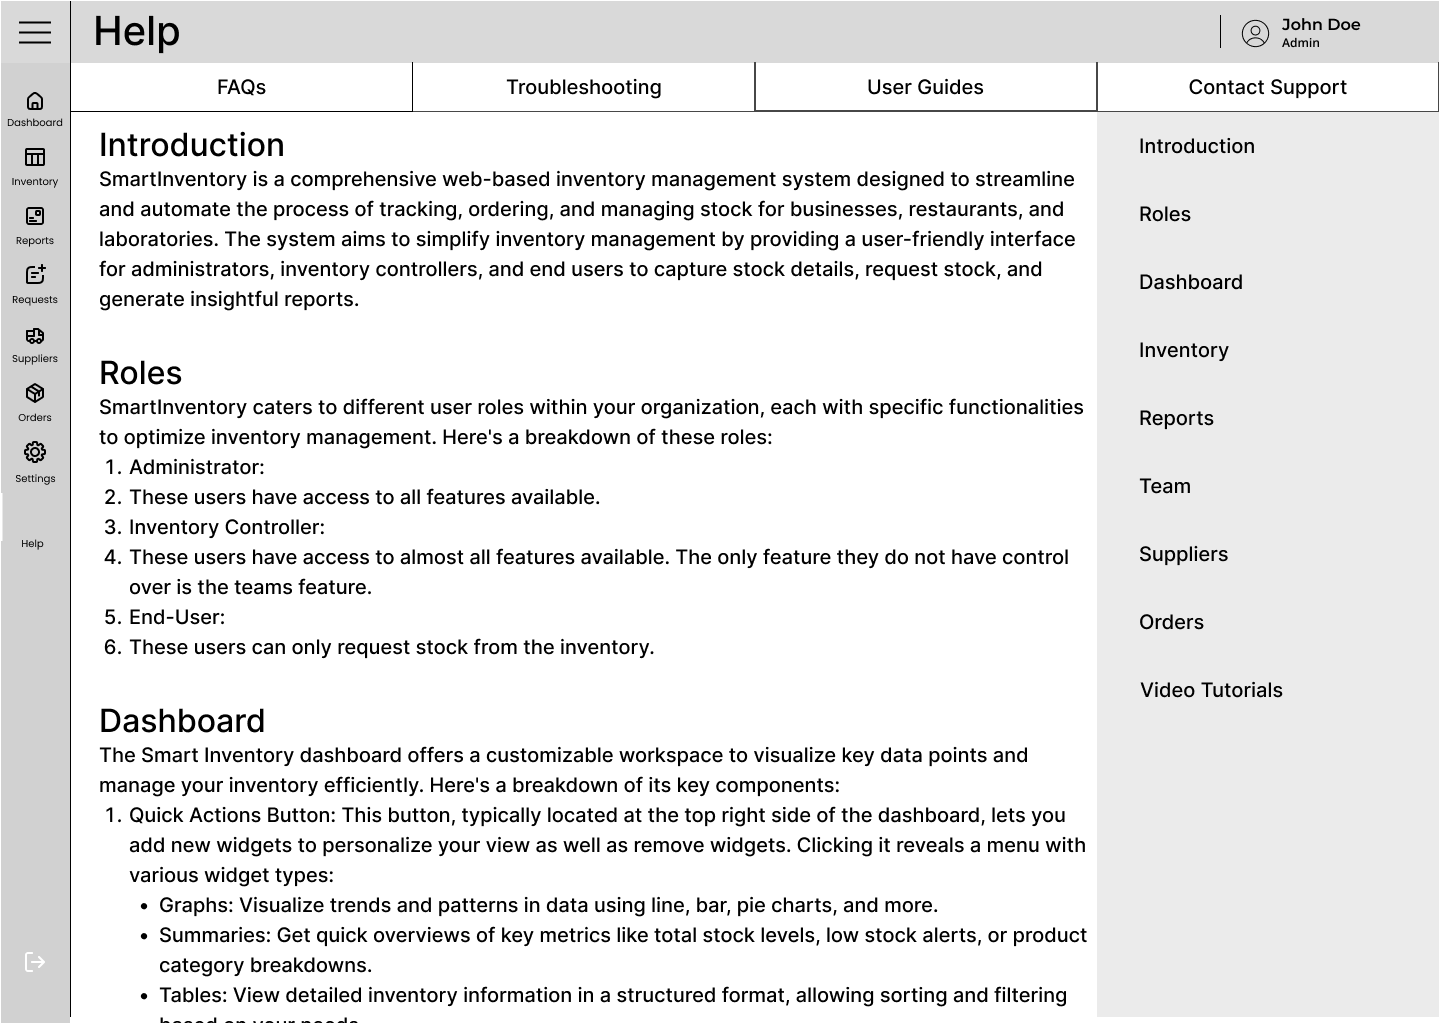 Help
John Doe
Admin
FAQs
Troubleshooting
User Guides
Contact Support
Dashboard
Inventory
Reports
Requests
Suppliers
Orders
Settings
Help
Introduction
SmartInventory is a comprehensive web-based inventory management system designed to streamline
and automate the process of tracking, ordering, and managing stock for businesses, restaurants, and
laboratories. The system aims to simplify inventory management by providing a user-friendly interface
for administrators, inventory controllers, and end users to capture stock details, request stock, and
generate insightful reports.
Roles
SmartInventory caters to different user roles within your organization, each with specific functionalities
to optimize inventory management. Here's a breakdown of these roles:
1. Administrator:
2. These users have access to all features available.
3. Inventory Controller:
4. These users have access to almost all features available. The only feature they do not have control
over is the teams feature.
5. End-User:
6. These users can only request stock from the inventory.
Dashboard
The Smart Inventory dashboard offers a customizable workspace to visualize key data points and
manage your inventory efficiently. Here's a breakdown of its key components:
1. Quick Actions Button: This button, typically located at the top right side of the dashboard, lets you
add new widgets to personalize your view as well as remove widgets. Clicking it reveals a menu with
various widget types:
• Graphs: Visualize trends and patterns in data using line, bar, pie charts, and more.
• Summaries: Get quick overviews of key metrics like total stock levels, low stock alerts, or product
category breakdowns.
• Tables: View detailed inventory information in a structured format, allowing sorting and filtering
based on your needs.
Introduction
Roles
Dashboard
Inventory
Reports
Team
Suppliers
Orders
Video Tutorials